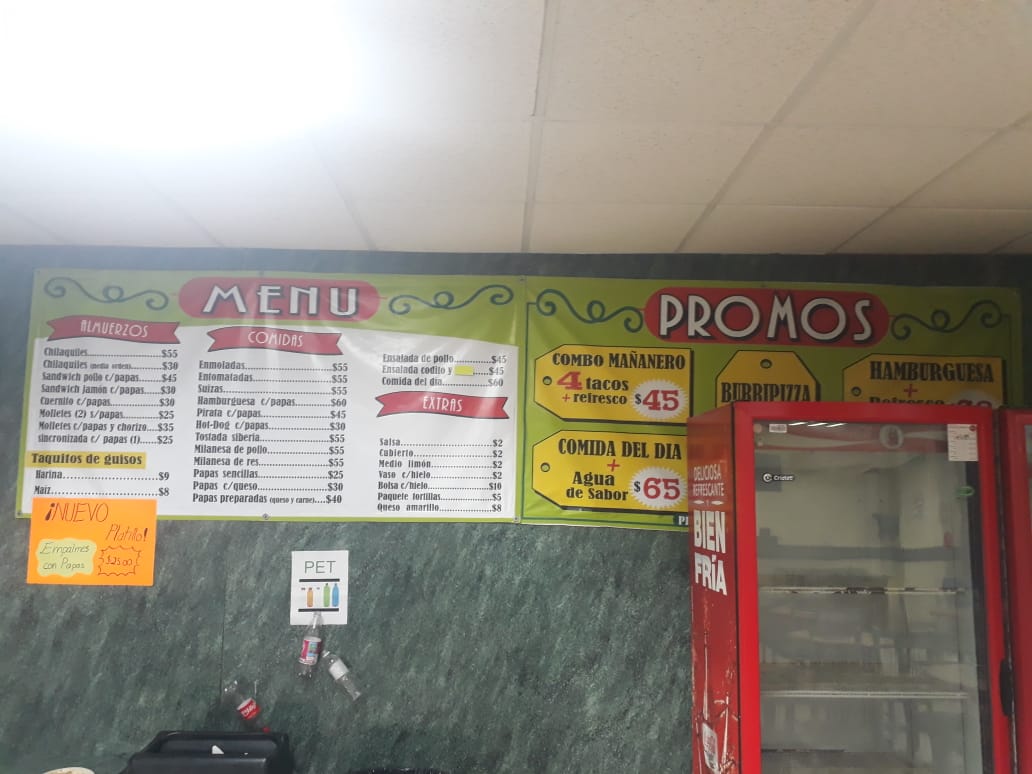 MENU
ALMUERZOS
Chilaquiles.....$55
Chilaquiles (media orden).....$30
Sandwich pollo c/papas.....$45
Sandwich jamón c/papas.....$30
Cuernito c/papas.....$30
Molletes (2) s/papas.....$25
Molletes c/papas y chorizo...$35
sincronizada c/ papas (1)....$25
Taquitos de guisos
Harina.....$9
Maiz.....$8
COMIDAS
Enmoladas.....$55
Entomatadas.....$55
Suizas.....$55
Hamburguesa c/papas.....$60
Pirata c/papas.....$45
Hot-Dog c/papas.....$30
Tostada siberia.....$55
Milanesa de pollo.....$55
Milanesa de res.....$55
Papas sencillas.....$25
Papas c/queso.....$30
Papas preparadas (queso y carne)....$40
Ensalada de pollo.....$45
Ensalada codito y .....$45
Comida del dia.....$60
EXTRAS
Salsa.....$2
Cubierto.....$2
Medio limón.....$2
Vaso c/hielo.....$2
Bolsa c/hielo.....$10
Paquete tortillas.....$5
Queso amarillo.....$8
¡NUEVO
Platillo!
Empalmes
con Papas
$25.00
PET
PROMOS
COMBO MAÑANERO
4 tacos
+ refresco $45
BURRIPIZZA
HAMBURGUESA
+
Refresco
COMIDA DEL DIA
+
Agua
de Sabor $65
DELICIOSA
REFRESCANTE
BIEN
FRÍA